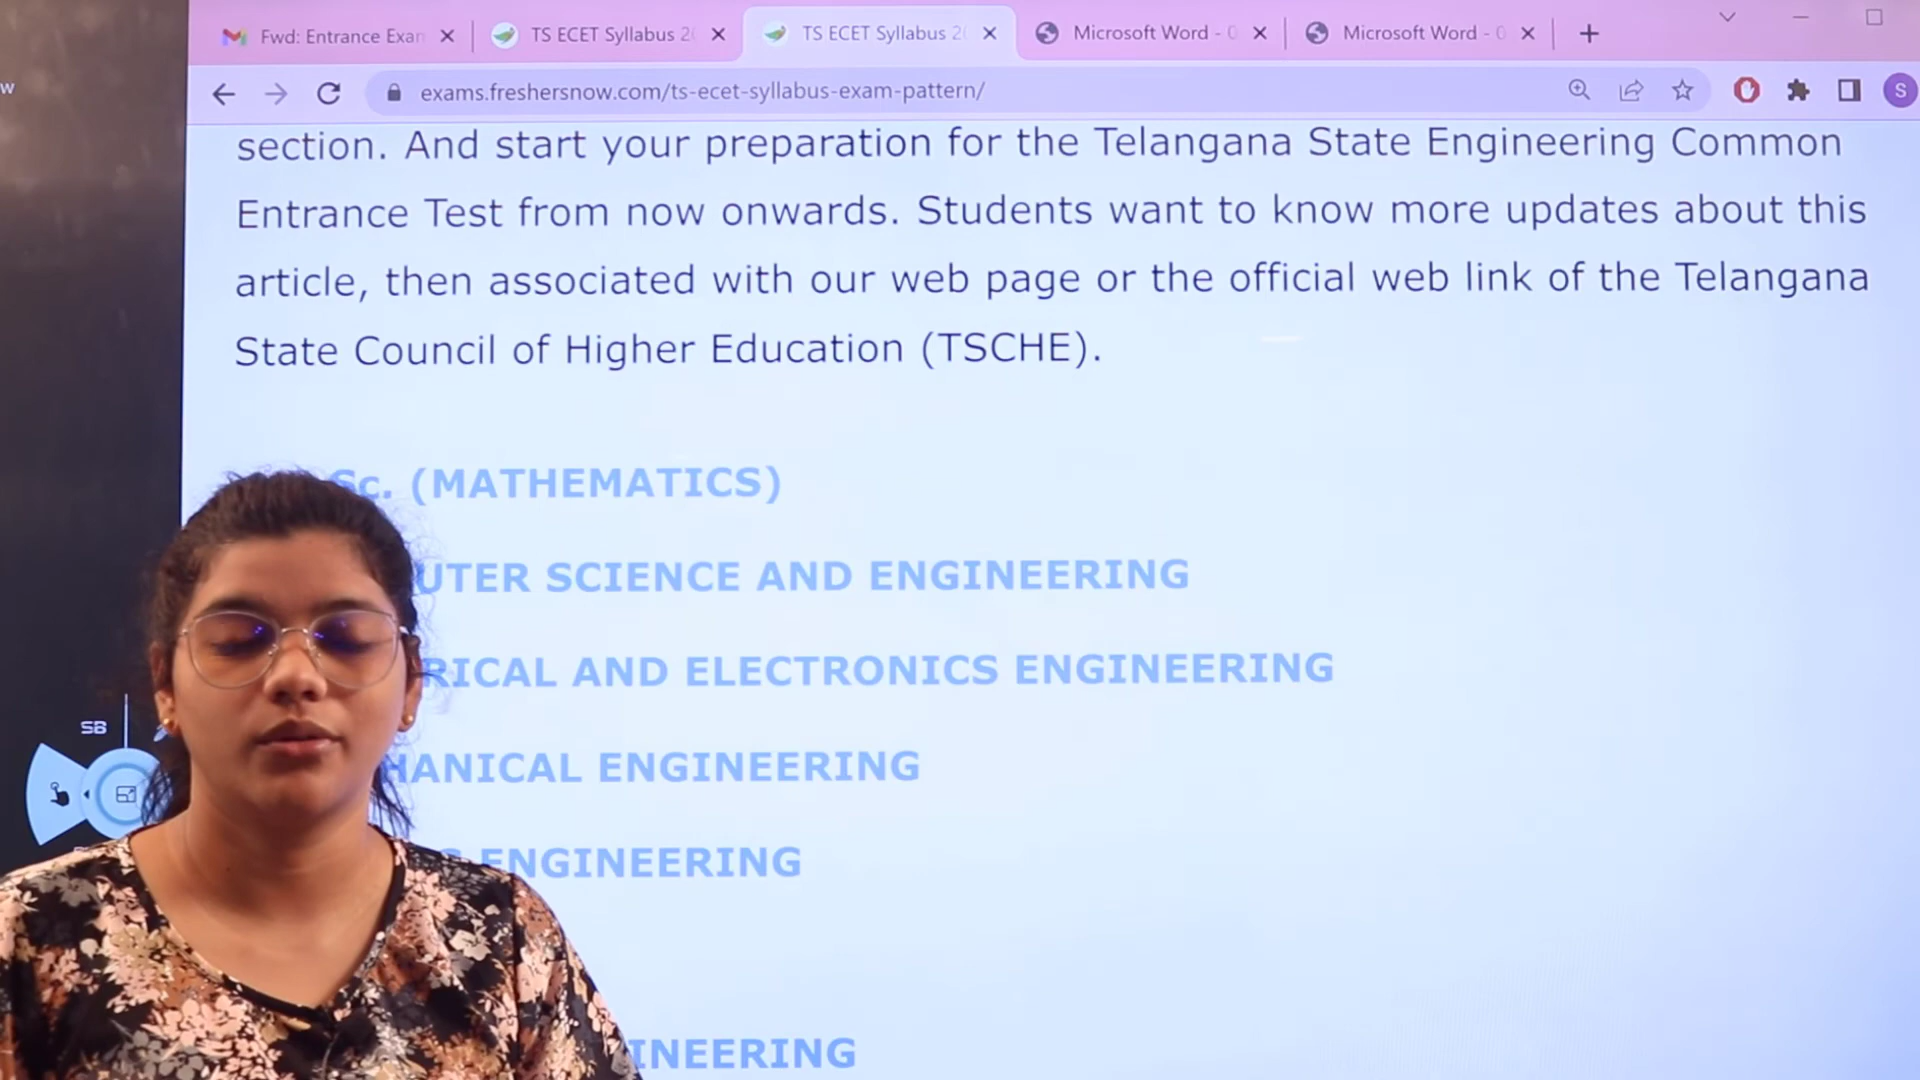 w
Fwd: Entrance Exan
TS ECET Syllabus 2
TS ECET Syllabus 2
Microsoft Word - 0
Microsoft Word - 0
exams.freshersnow.com/ts-ecet-syllabus-exam-pattern/
S
section. And start your preparation for the Telangana State Engineering Common
Entrance Test from now onwards. Students want to know more updates about this
article, then associated with our web page or the official web link of the Telangana
State Council of Higher Education (TSCHE).
Sc. (MATHEMATICS)
UTER SCIENCE AND ENGINEERING
RICAL AND ELECTRONICS ENGINEERING
HANICAL ENGINEERING
SB
ENGINEERING
INEERING